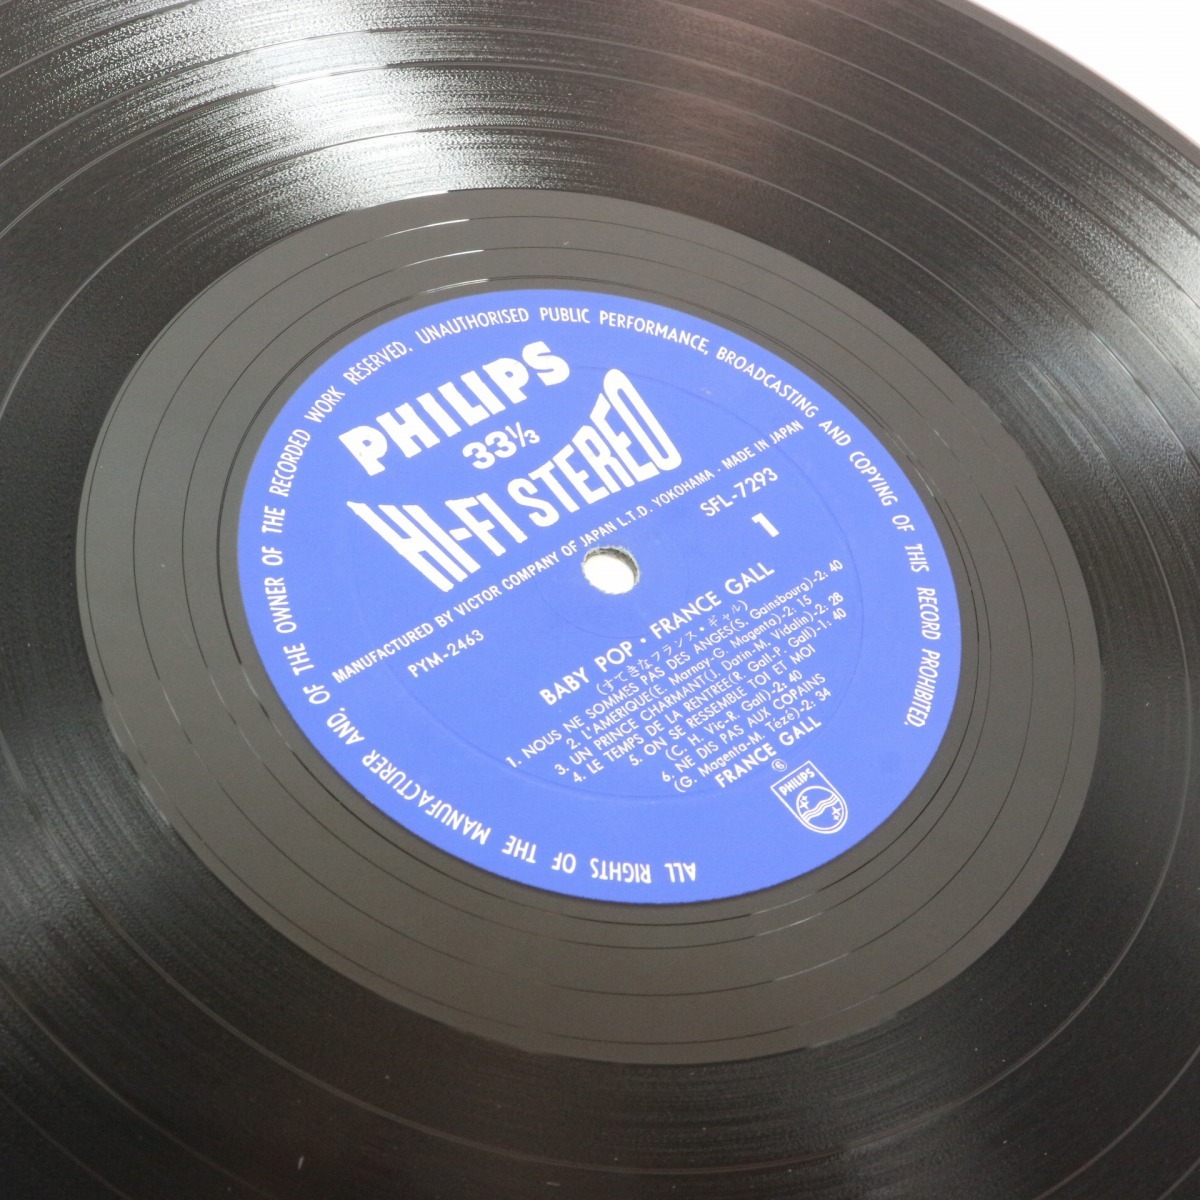 ALL RIGHTS OF THE MANUFACTURER AND, OF THE OWNER OF THE RECORDED WORK RESERVED. UNAUTHORISED PUBLIC PERFORMANCE, BROADCASTING AND COPYING OF THIS RECORD PROHIBITED.
PHILIPS
33⅓
HI-FI STEREO
MANUFACTURED BY VICTOR COMPANY OF JAPAN L.T.D. YOKOHAMA · MADE IN JAPAN
PYM-2463
SFL-7293
1
BABY POP • FRANCE GALL
(すてきなフランス・ギャル)
1. NOUS NE SOMMES PAS DES ANGES(S. Gainsbourg)-2: 40
2. L'AMERIQUE(E. Marnay-G. Magenta)-2: 15
3. UN PRINCE CHARMANT(J. Datin-M. Vidalin)-2: 28
4. LE TEMPS DE LA RENTREE(R. Gall-P. Gall)-1: 40
5. ON SE RESSEMBLE TOI ET MOI
(C. H. Vic-R. Gall)-2: 40
6. NE DIS PAS AUX COPAINS
(G. Magenta-M. Tézé)-2: 34
FRANCE GALL
PHILIPS